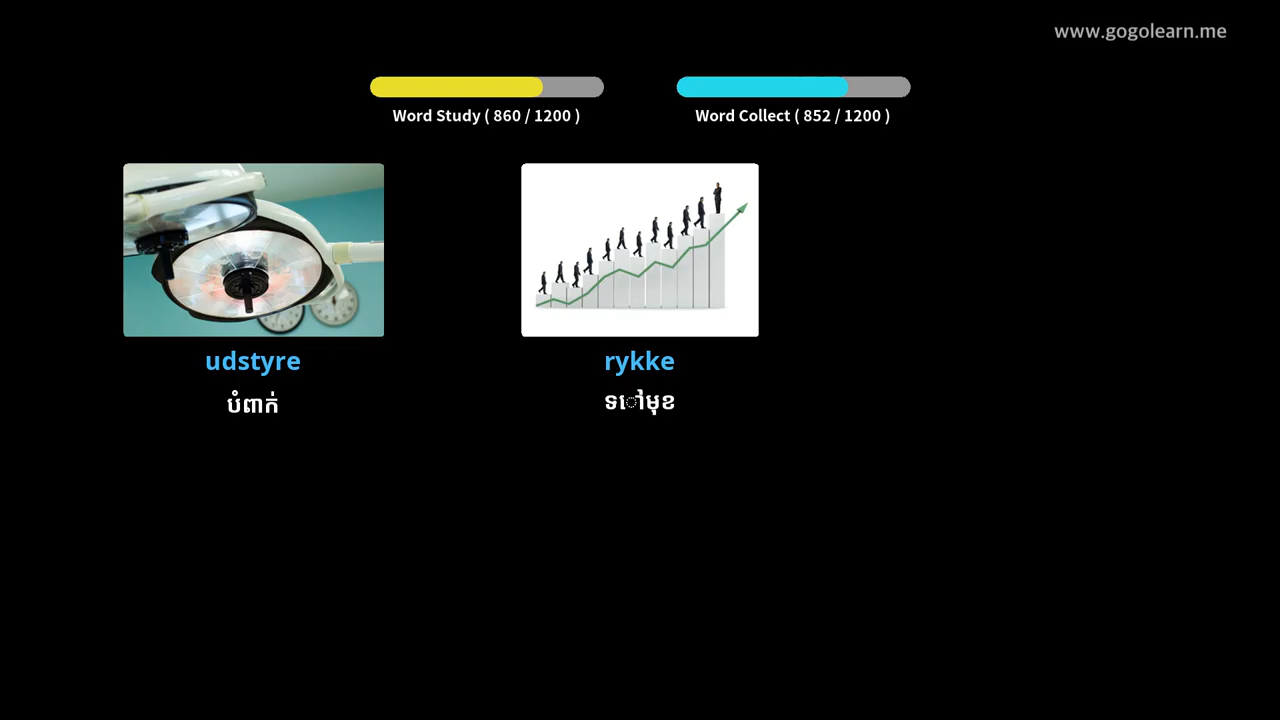 www.gogolearn.me
Word Study ( 860 / 1200 )
Word Collect ( 852 / 1200 )
udstyre
បំពាក់
rykke
ទៅមុខ